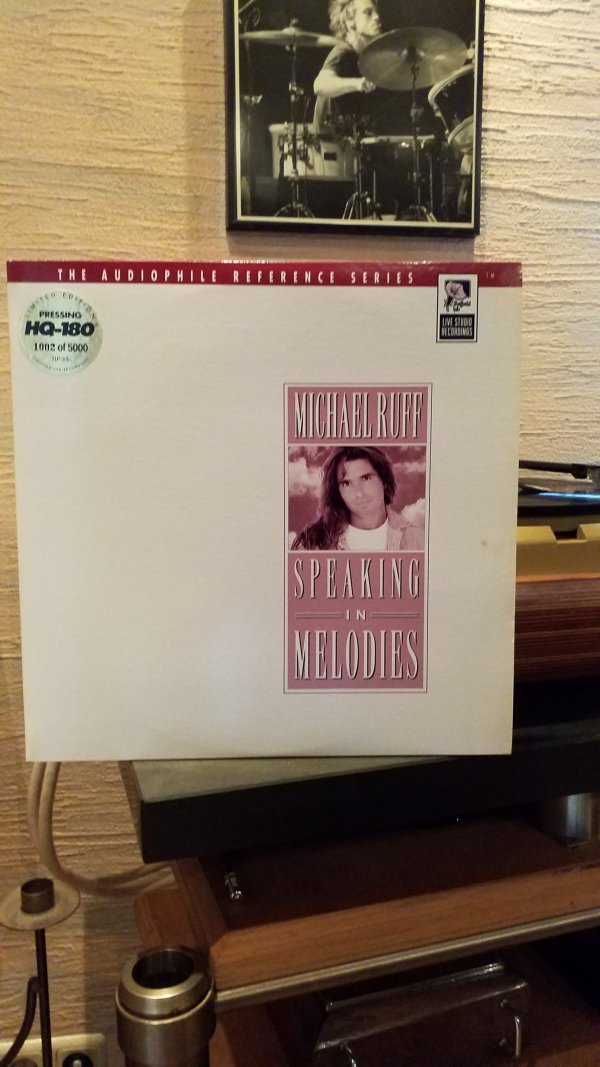 THE AUDIOPHILE REFERENCE SERIES
TM
LIMITED EDITION
PRESSING
HQ-180
1002 of 5000
LIVE STUDIO
RECORDINGS
MICHAEL RUFF
SPEAKING
IN
MELODIES